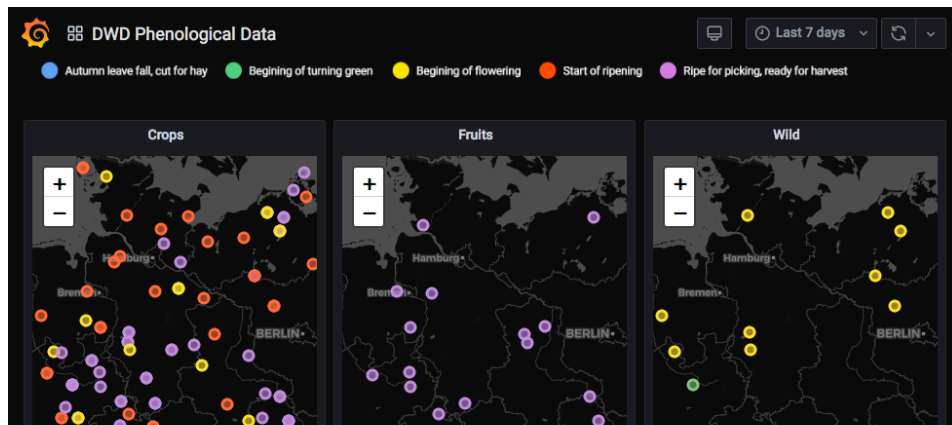 DWD Phenological Data
Last 7 days
Autumn leave fall, cut for hay
Begining of turning green
Begining of flowering
Start of ripening
Ripe for picking, ready for harvest
Crops
Fruits
Wild
+
−
Hamburg
Bremen
BERLIN
+
−
Hamburg
Bremen
BERLIN
+
−
Hamburg
Bremen
BERLIN